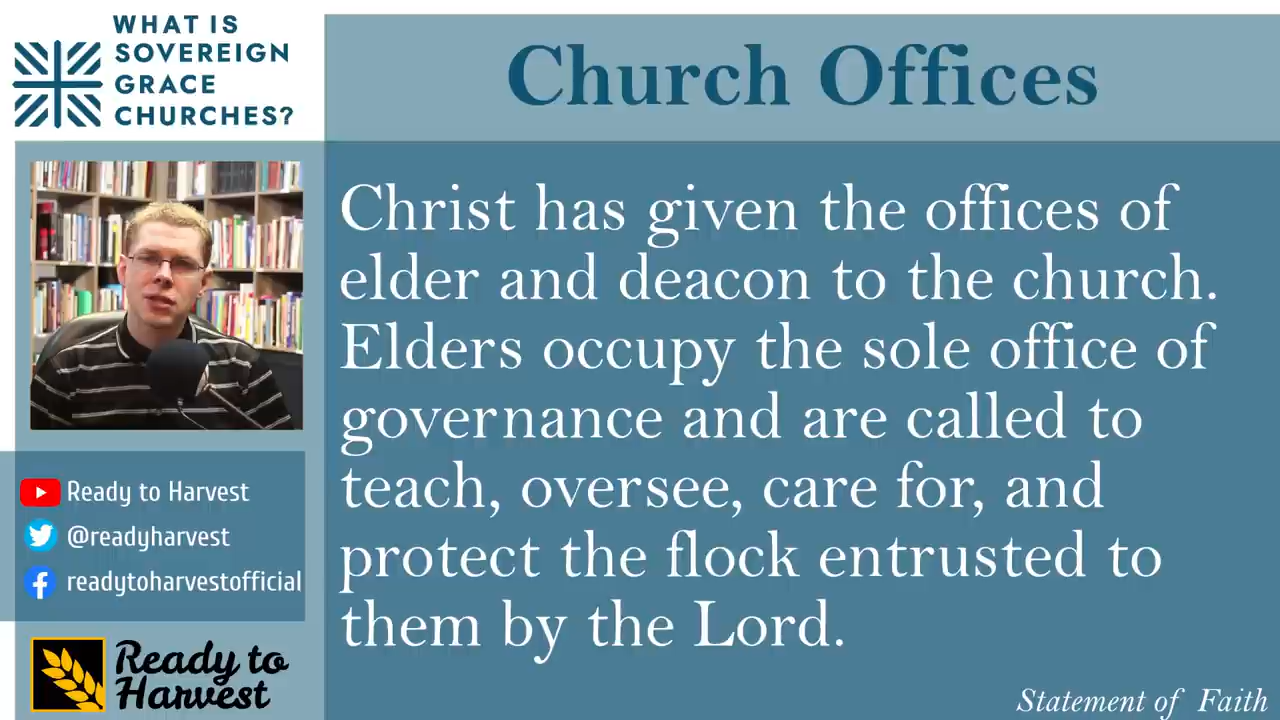 WHAT IS
SOVEREIGN
GRACE
CHURCHES?
Church Offices
Christ has given the offices of
elder and deacon to the church.
Elders occupy the sole office of
governance and are called to
teach, oversee, care for, and
protect the flock entrusted to
them by the Lord.
Statement of Faith
Ready to Harvest
@readyharvest
readytoharvestofficial
Ready to
Harvest